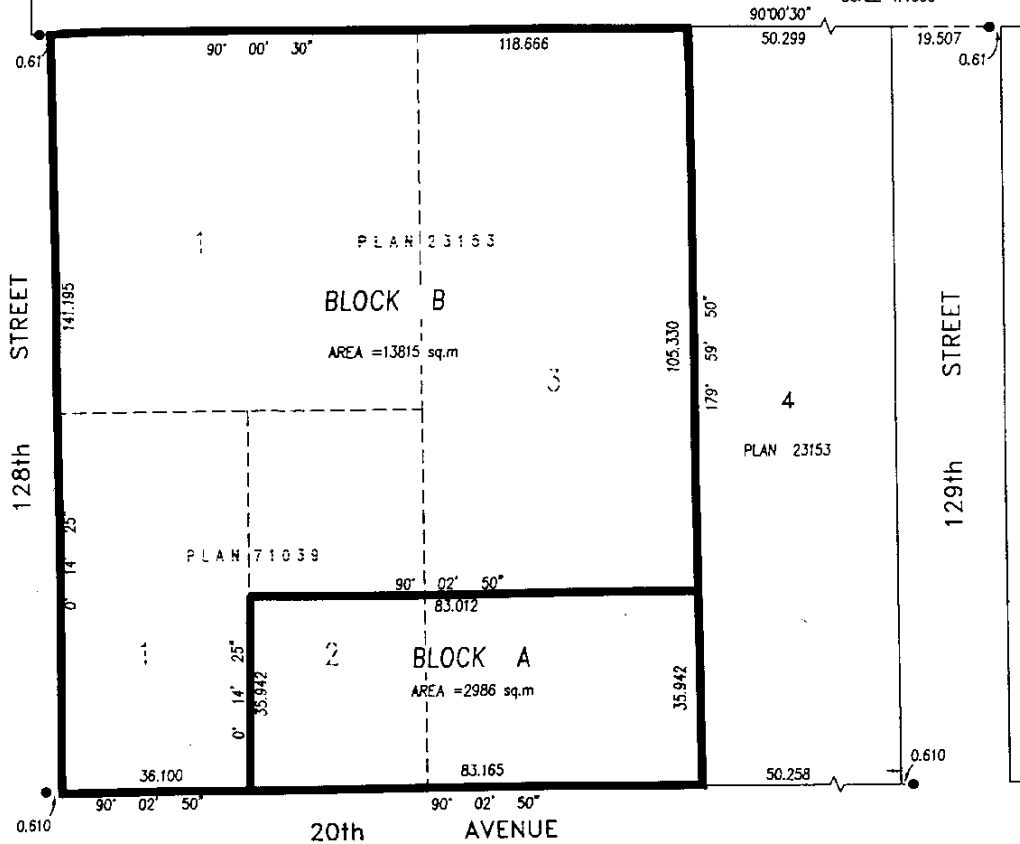 90°00'30"
90° 00' 30" 118.666 50.299 19.507
0.61 0.61
1
PLAN 23153
BLOCK B
AREA =13815 sq.m
3
141.195
105.330
179° 59' 50"
4
PLAN 23153
128th STREET
129th STREET
0° 14' 25"
PLAN 71039
90° 02' 50"
83.012
1
2
BLOCK A
AREA =2986 sq.m
0° 14' 25"
35.942
35.942
36.100
83.165
50.258
0.610
90° 02' 50"
90° 02' 50"
0.610
20th AVENUE